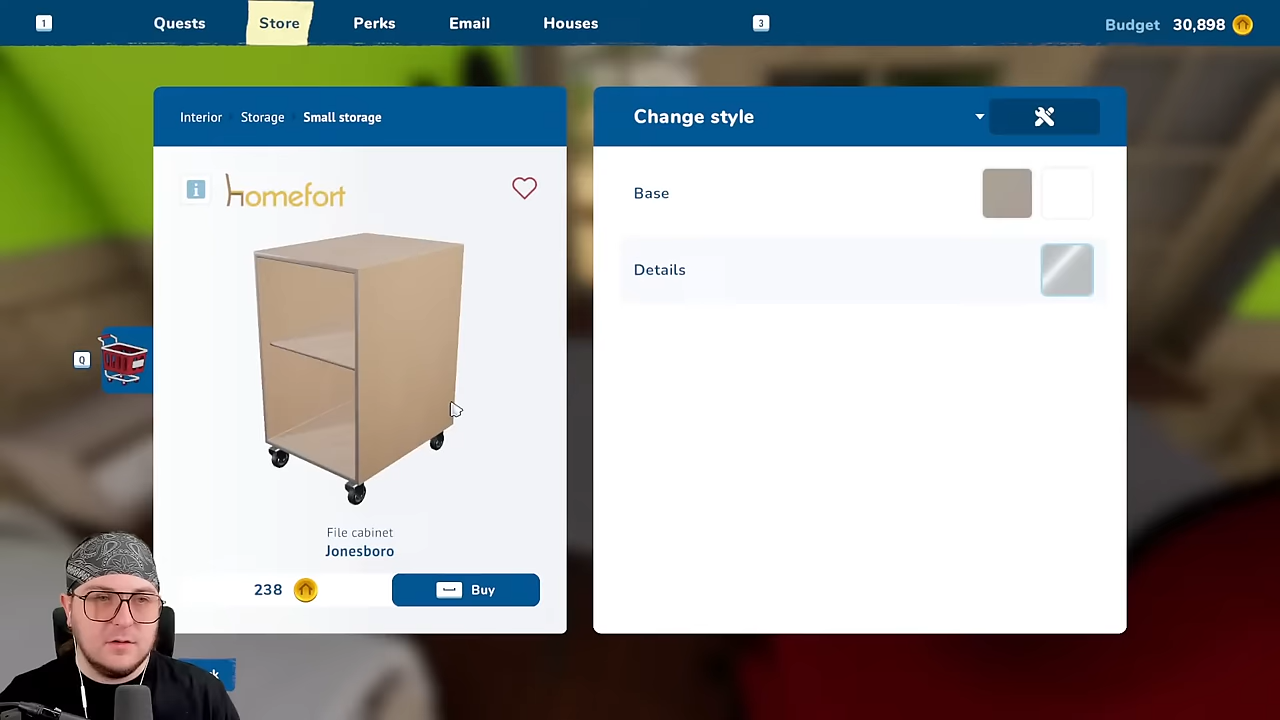 1 Quests Store Perks Email Houses 3 Budget 30,898
Interior Storage Small storage
Change style
i homefort
Base
Details
Q
File cabinet
Jonesboro
238 Buy